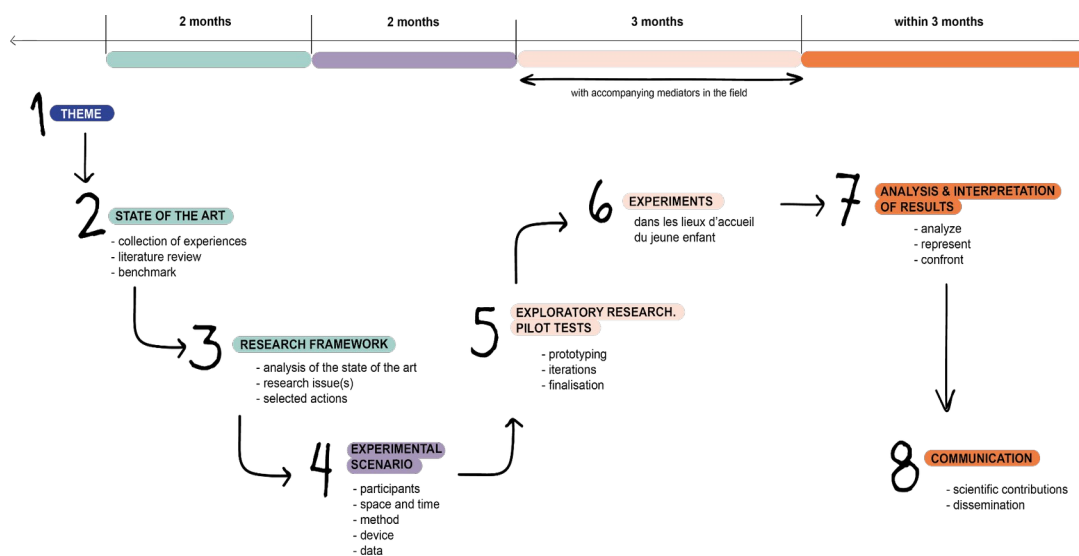 2 months
2 months
3 months
within 3 months
with accompanying mediators in the field
1 THEME
2 STATE OF THE ART
- collection of experiences
- literature review
- benchmark
3 RESEARCH FRAMEWORK
- analysis of the state of the art
- research issue(s)
- selected actions
4 EXPERIMENTAL
SCENARIO
- participants
- space and time
- method
- device
- data
5 EXPLORATORY RESEARCH.
PILOT TESTS
- prototyping
- iterations
- finalisation
6 EXPERIMENTS
dans les lieux d'accueil
du jeune enfant
7 ANALYSIS & INTERPRETATION
OF RESULTS
- analyze
- represent
- confront
8 COMMUNICATION
- scientific contributions
- dissemination